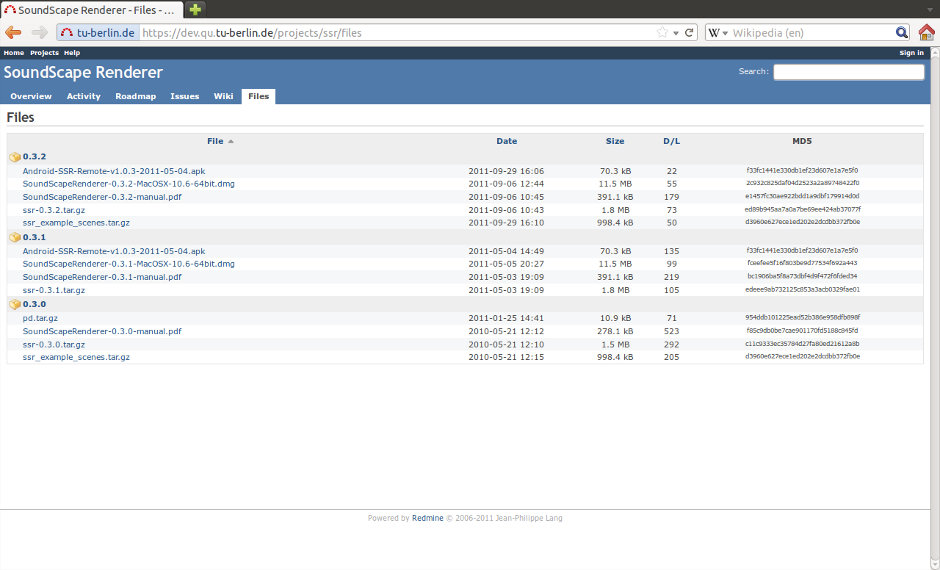 SoundScape Renderer - Files - ...
tu-berlin.de https://dev.qu.tu-berlin.de/projects/ssr/files W Wikipedia (en)
Home Projects Help Sign in
SoundScape Renderer Search:
Overview Activity Roadmap Issues Wiki Files
Files
File Date Size D/L MD5
0.3.2
Android-SSR-Remote-v1.0.3-2011-05-04.apk 2011-09-29 16:06 70.3 kB 22 f33fc1441e330db1ef23d607e1a7e5f0
SoundScapeRenderer-0.3.2-MacOSX-10.6-64bit.dmg 2011-09-06 12:44 11.5 MB 55 2c932c825daf04d2523a2a89748422f0
SoundScapeRenderer-0.3.2-manual.pdf 2011-09-06 10:45 391.1 kB 179 e1457fc30ae922bdd1a9dbf179914d0d
ssr-0.3.2.tar.gz 2011-09-06 10:43 1.8 MB 73 ed89b945aa7a0a7be69ee424ab37077f
ssr_example_scenes.tar.gz 2011-09-29 16:10 998.4 kB 50 d3960e627ece1ed202e2dcdbb372fb0e
0.3.1
Android-SSR-Remote-v1.0.3-2011-05-04.apk 2011-05-04 14:49 70.3 kB 135 f33fc1441e330db1ef23d607e1a7e5f0
SoundScapeRenderer-0.3.1-MacOSX-10.6-64bit.dmg 2011-05-05 20:27 11.5 MB 99 fceefee5f16f803be9d77534f692a443
SoundScapeRenderer-0.3.1-manual.pdf 2011-05-03 19:09 391.1 kB 219 bc1906ba5f8a73dbf4d9f472f6fded34
ssr-0.3.1.tar.gz 2011-05-03 19:09 1.8 MB 105 edeee9ab732125c853a3acb0329fae01
0.3.0
pd.tar.gz 2011-01-25 14:41 10.9 kB 71 954ddb101225ead52b386e958dfb898f
SoundScapeRenderer-0.3.0-manual.pdf 2010-05-21 12:12 278.1 kB 523 f85c9db0be7cae901170fd5188c845fd
ssr-0.3.0.tar.gz 2010-05-21 12:10 1.5 MB 292 c11c9333ec35784d27fa80ed21612a8b
ssr_example_scenes.tar.gz 2010-05-21 12:15 998.4 kB 205 d3960e627ece1ed202e2dcdbb372fb0e
Powered by Redmine © 2006-2011 Jean-Philippe Lang